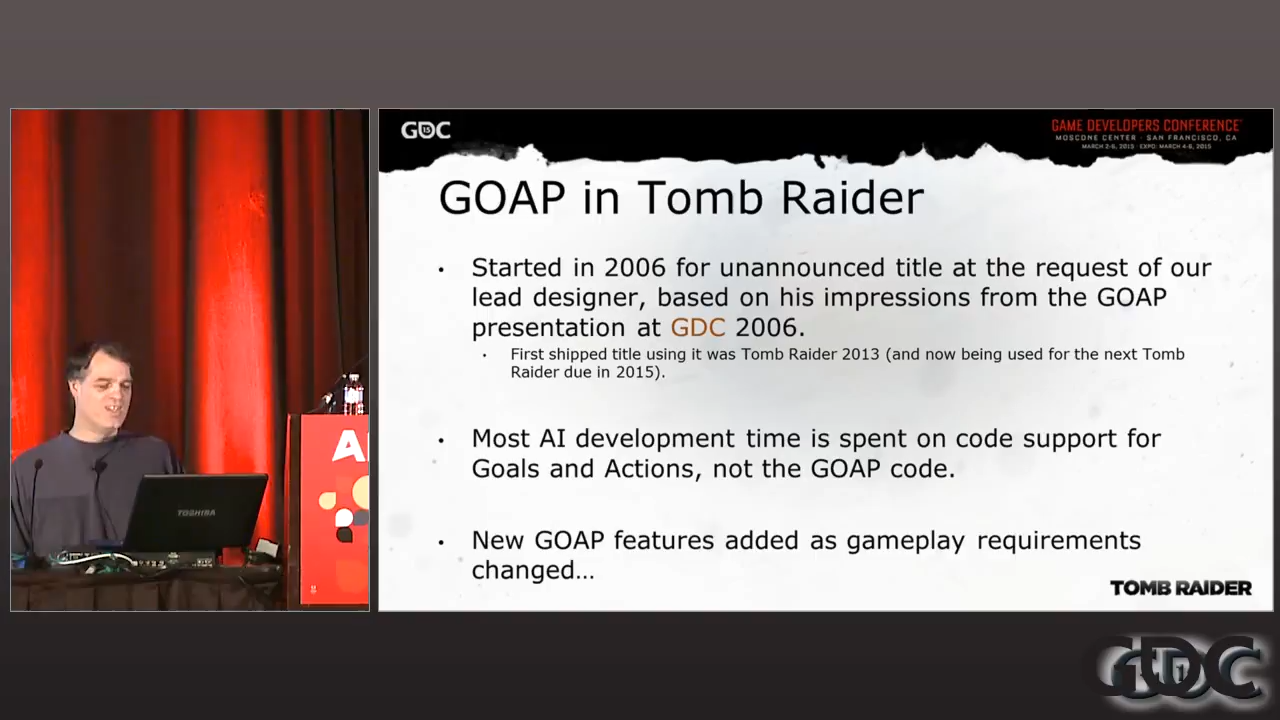 GDC
15
GAME DEVELOPERS CONFERENCE
MOSCONE CENTER · SAN FRANCISCO, CA
MARCH 2-6, 2015 · EXPO: MARCH 4-6, 2015
GOAP in Tomb Raider
• Started in 2006 for unannounced title at the request of our
lead designer, based on his impressions from the GOAP
presentation at GDC 2006.
• First shipped title using it was Tomb Raider 2013 (and now being used for the next Tomb
Raider due in 2015).
• Most AI development time is spent on code support for
Goals and Actions, not the GOAP code.
• New GOAP features added as gameplay requirements
changed…
TOMB RAIDER
TOSHIBA
GDC